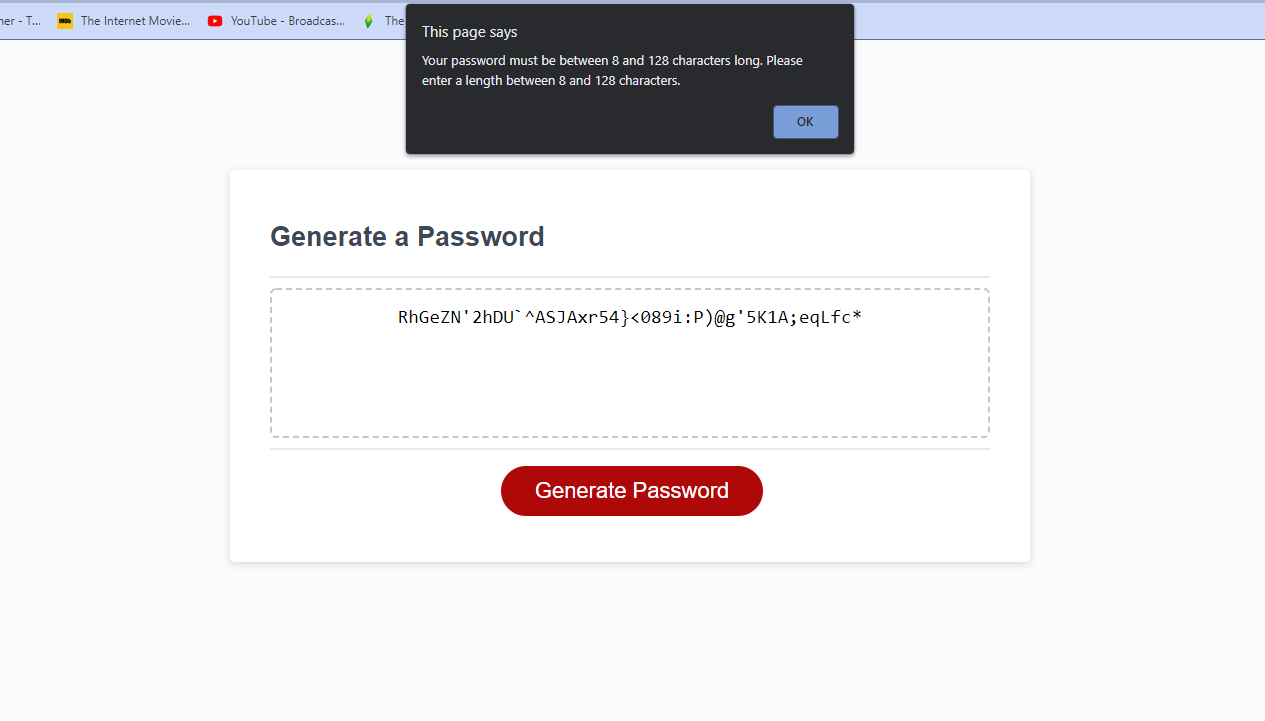 ner - T...
IMDb
The Internet Movie...
YouTube - Broadcas...
The
This page says
Your password must be between 8 and 128 characters long. Please
enter a length between 8 and 128 characters.
OK
Generate a Password
RhGeZN'2hDU`^ASJAxr54}<089i:P)@g'5K1A;eqLfc*
Generate Password